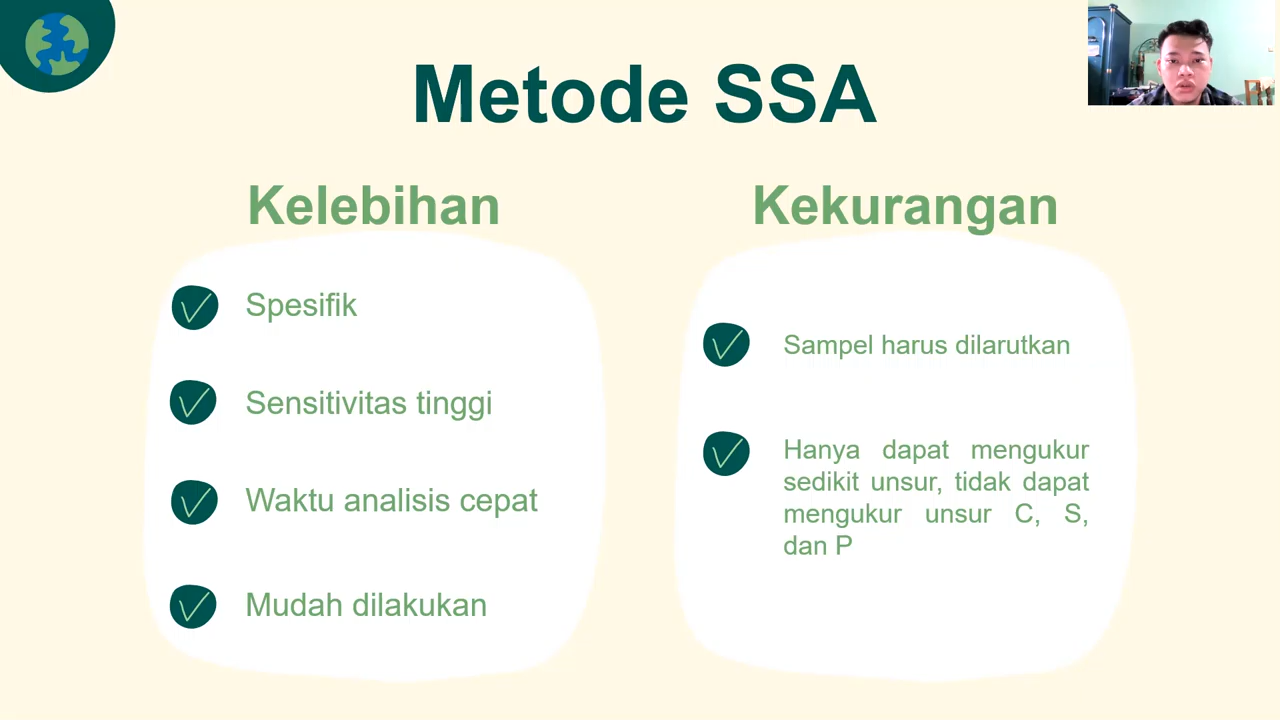 Metode SSA
Kelebihan
Spesifik
Sensitivitas tinggi
Waktu analisis cepat
Mudah dilakukan
Kekurangan
Sampel harus dilarutkan
Hanya dapat mengukur
sedikit unsur, tidak dapat
mengukur unsur C, S,
dan P